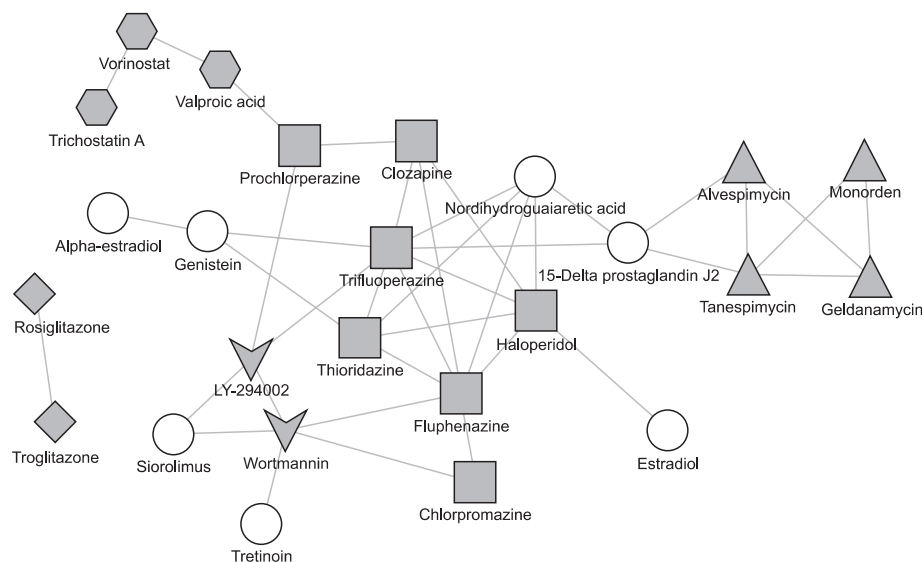 Vorinostat
Valproic acid
Trichostatin A
Prochlorperazine
Clozapine
Alvespimycin
Monorden
Nordihydroguaiaretic acid
Alpha-estradiol
Genistein
15-Delta prostaglandin J2
Trifluoperazine
Tanespimycin
Geldanamycin
Rosiglitazone
Haloperidol
Thioridazine
LY-294002
Fluphenazine
Troglitazone
Siorolimus
Wortmannin
Estradiol
Chlorpromazine
Tretinoin